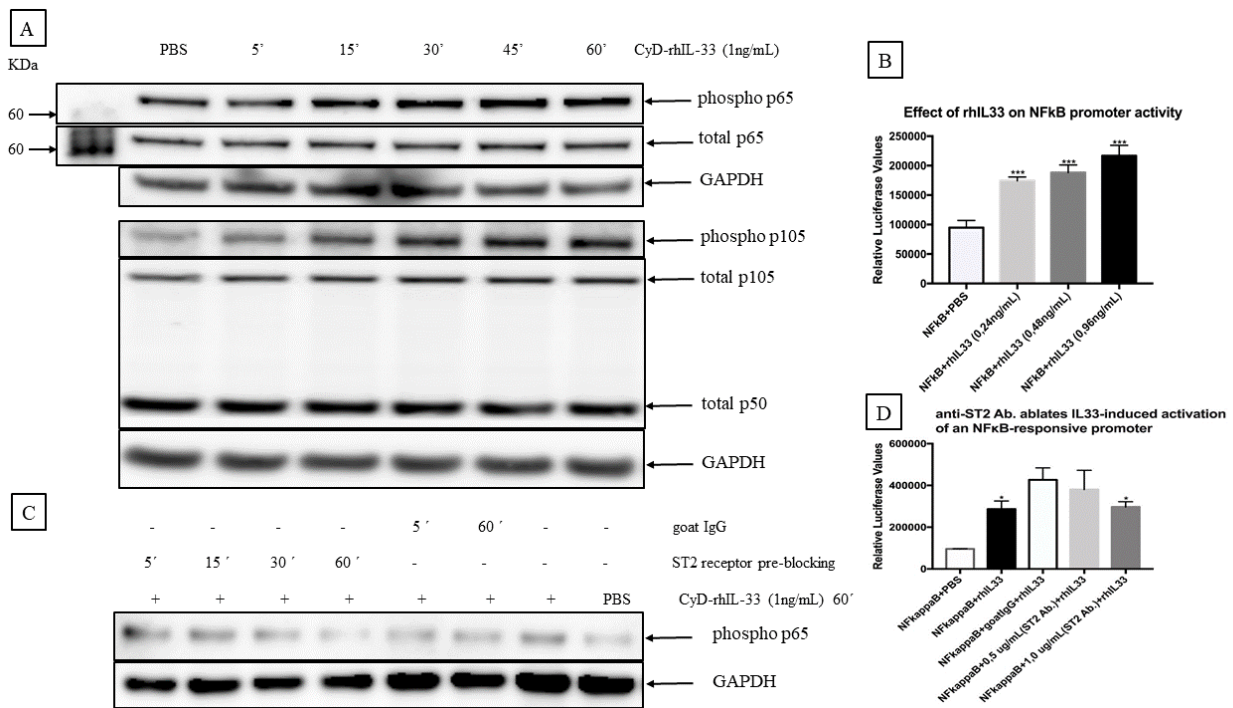 A
PBS 5’ 15’ 30’ 45’ 60’ CyD-rhIL-33 (1ng/mL)
KDa
60
phospho p65
60
total p65
GAPDH
phospho p105
total p105
total p50
GAPDH
B
Effect of rhIL33 on NFkB promoter activity
Relative Luciferase Values
250000
200000
150000
100000
50000
0
*** *** ***
NFkB+PBS
NFkB+rhIL33 (0,24ng/mL)
NFkB+rhIL33 (0,48ng/mL)
NFkB+rhIL33 (0,96ng/mL)
C
- - - - 5´ 60´ - - goat IgG
5´ 15´ 30´ 60´ - - - - ST2 receptor pre-blocking
+ + + + + + + PBS CyD-rhIL-33 (1ng/mL) 60´
phospho p65
GAPDH
D
anti-ST2 Ab. ablates IL33-induced activation
of an NFκB-responsive promoter
Relative Luciferase Values
600000
400000
200000
0
* *
NFkappaB+PBS
NFkappaB+rhIL33
NFkappaB+goatIgG+rhIL33
NFkappaB+0,5 ug/mL(ST2 Ab.)+rhIL33
NFkappaB+1,0 ug/mL(ST2 Ab.)+rhIL33